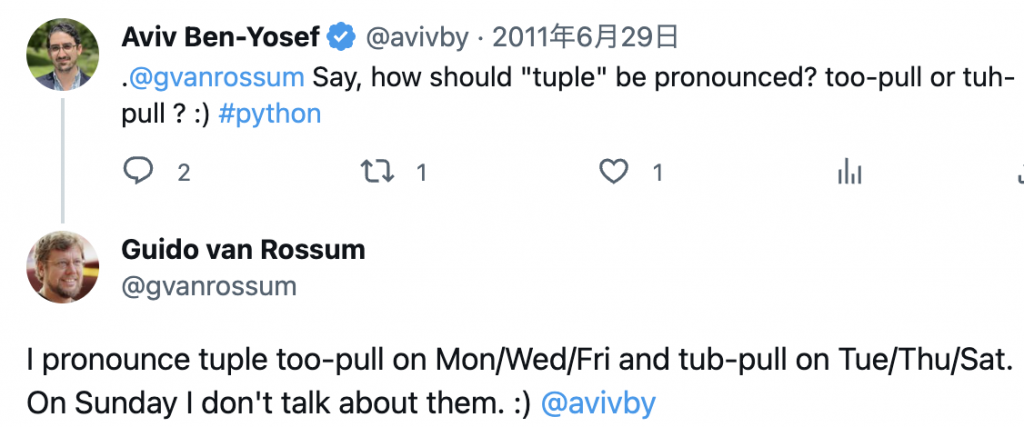 Aviv Ben-Yosef @avivby · 2011年6月29日
.@gvanrossum Say, how should "tuple" be pronounced? too-pull or tuh-
pull ? :) #python
2 1 1
Guido van Rossum
@gvanrossum
I pronounce tuple too-pull on Mon/Wed/Fri and tub-pull on Tue/Thu/Sat.
On Sunday I don't talk about them. :) @avivby